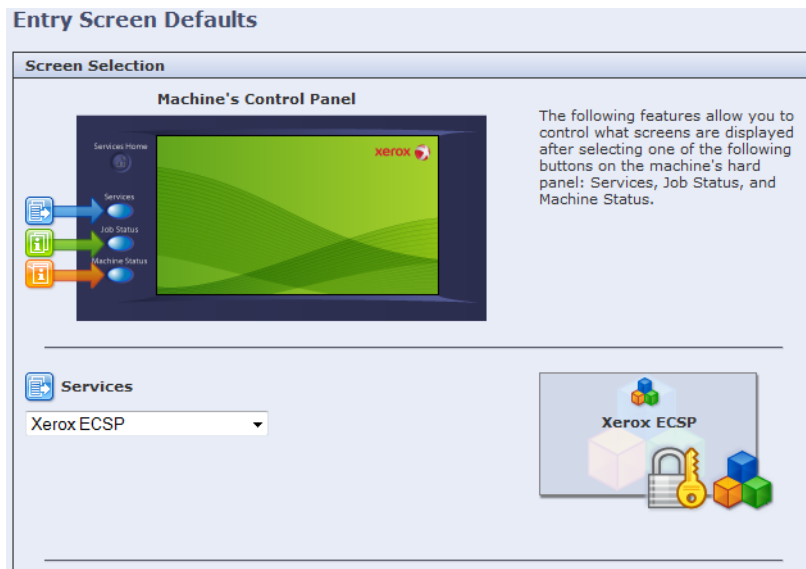 Entry Screen Defaults
Screen Selection
Machine's Control Panel
Services Home
xerox
Services
Job Status
Machine Status
The following features allow you to
control what screens are displayed
after selecting one of the following
buttons on the machine's hard
panel: Services, Job Status, and
Machine Status.
Services
Xerox ECSP
Xerox ECSP